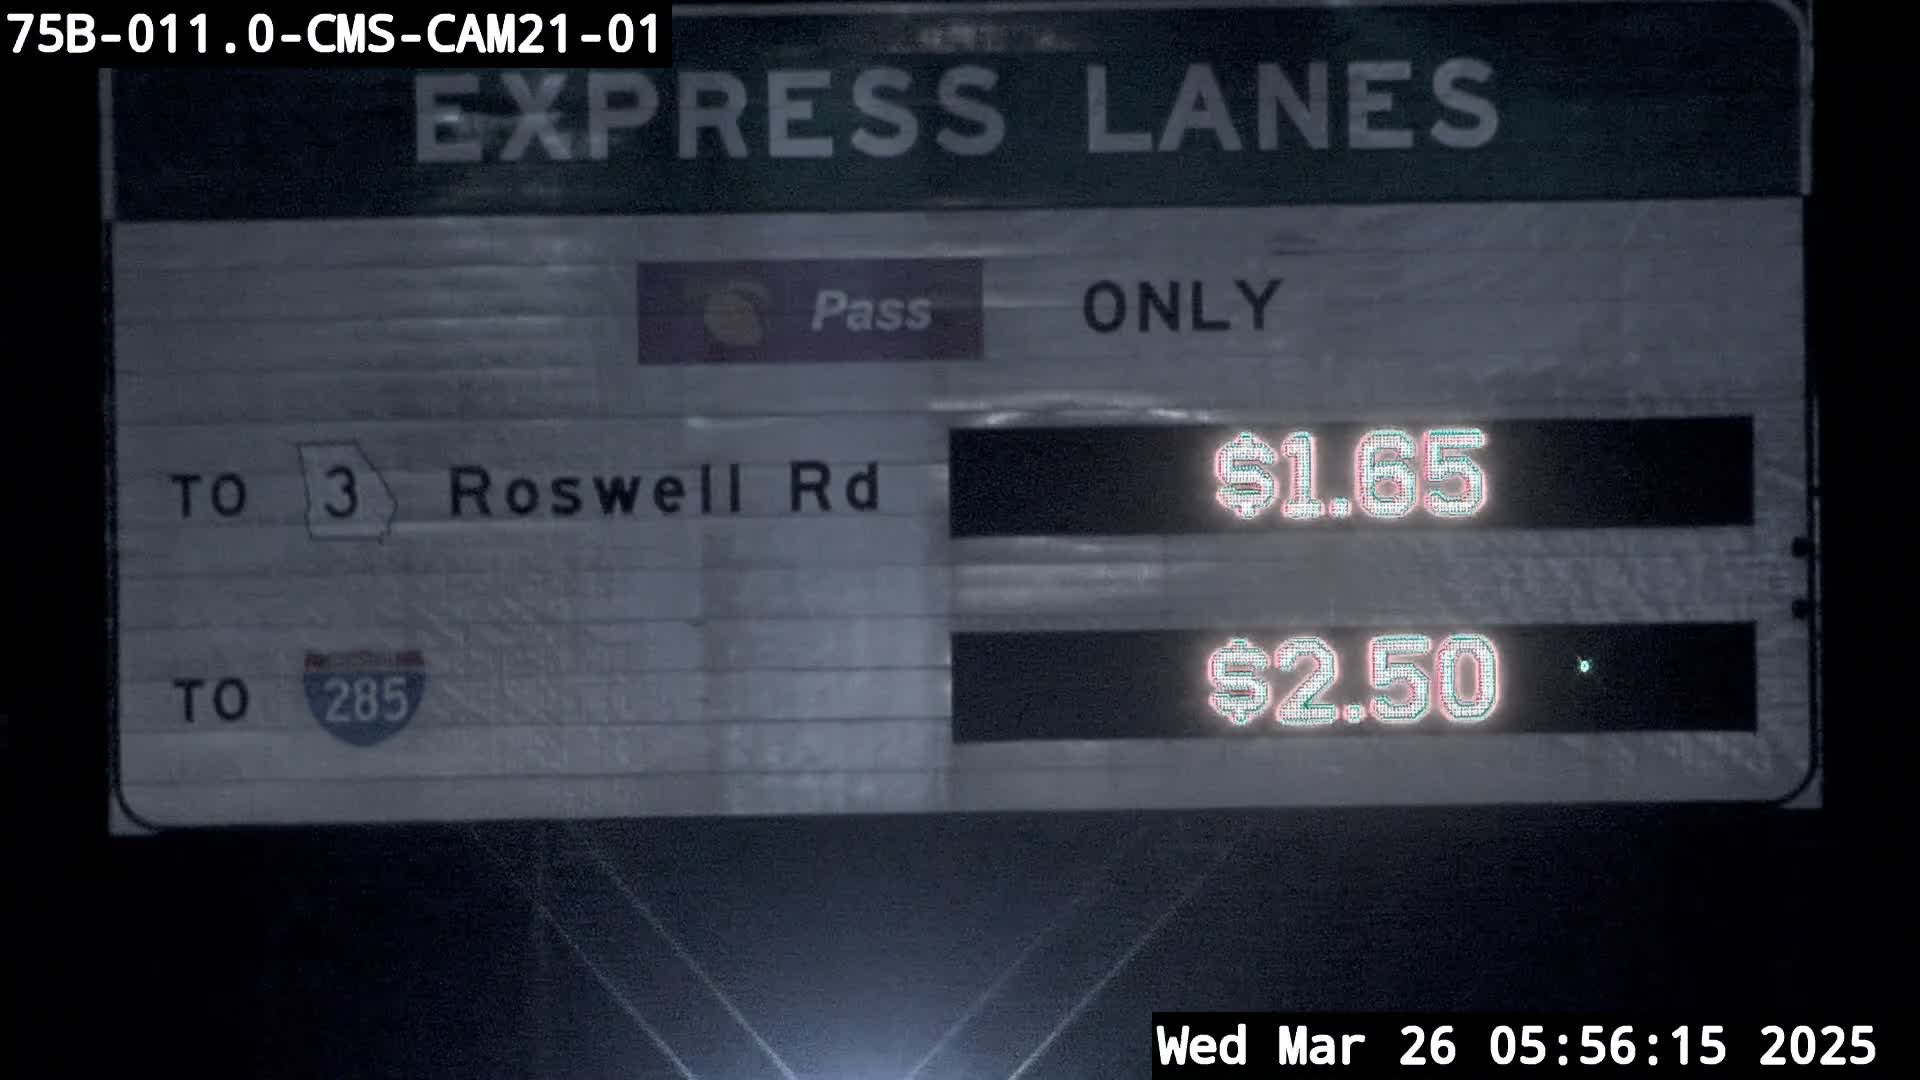 75B-011.0-CMS-CAM21-01
EXPRESS LANES
Pass ONLY
TO 3 Roswell Rd $1.65
TO 285 $2.50
Wed Mar 26 05:56:15 2025